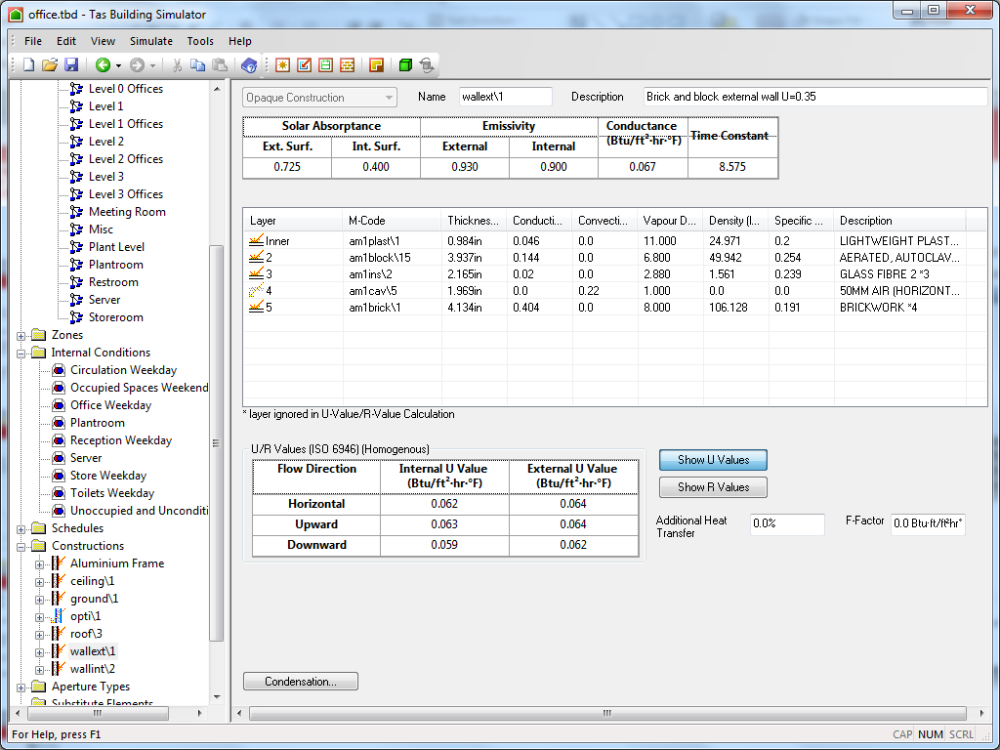 office.tbd - Tas Building Simulator
File Edit View Simulate Tools Help
Level 0 Offices
Level 1
Level 1 Offices
Level 2
Level 2 Offices
Level 3
Level 3 Offices
Meeting Room
Misc
Plant Level
Plantroom
Restroom
Server
Storeroom
Zones
Internal Conditions
Circulation Weekday
Occupied Spaces Weekend
Office Weekday
Plantroom
Reception Weekday
Server
Store Weekday
Toilets Weekday
Unoccupied and Unconditi
Schedules
Constructions
Aluminium Frame
ceiling\1
ground\1
opti\1
roof\3
wallext\1
wallint\2
Aperture Types
Substitute Elements
Opaque Construction Name wallext\1 Description Brick and block external wall U=0.35
Solar Absorptance Emissivity Conductance (Btu/ft²·hr·°F) Time Constant
Ext. Surf. Int. Surf. External Internal
0.725 0.400 0.930 0.900 0.067 8.575
Layer M-Code Thicknes... Conducti... Convecti... Vapour D... Density (l... Specific ... Description
Inner am1plast\1 0.984in 0.046 0.0 11.000 24.971 0.2 LIGHTWEIGHT PLAST...
2 am1block\15 3.937in 0.144 0.0 6.800 49.942 0.254 AERATED, AUTOCLAV...
3 am1ins\2 2.165in 0.02 0.0 2.880 1.561 0.239 GLASS FIBRE 2 *3
4 am1cav\5 1.969in 0.0 0.22 1.000 0.0 0.0 50MM AIR (HORIZONT...
5 am1brick\1 4.134in 0.404 0.0 8.000 106.128 0.191 BRICKWORK *4
* layer ignored in U-Value/R-Value Calculation
U/R Values (ISO 6946) (Homogenous)
Flow Direction Internal U Value External U Value
(Btu/ft²·hr·°F) (Btu/ft²·hr·°F)
Horizontal 0.062 0.064
Upward 0.063 0.064
Downward 0.059 0.062
Show U Values
Show R Values
Additional Heat Transfer 0.0% F-Factor 0.0 Btu·ft/ft²hr°
Condensation...
For Help, press F1 CAP NUM SCRL